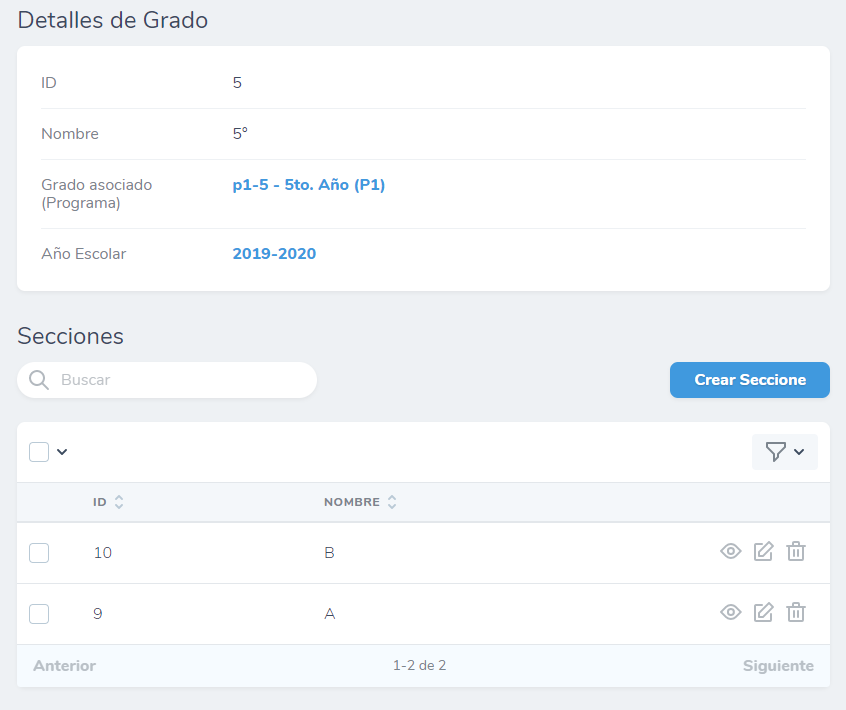 Detalles de Grado
ID 5
Nombre 5°
Grado asociado p1-5 - 5to. Año (P1)
(Programa)
Año Escolar 2019-2020
Secciones
Buscar Crear Seccione
ID NOMBRE
10 B
9 A
Anterior 1-2 de 2 Siguiente